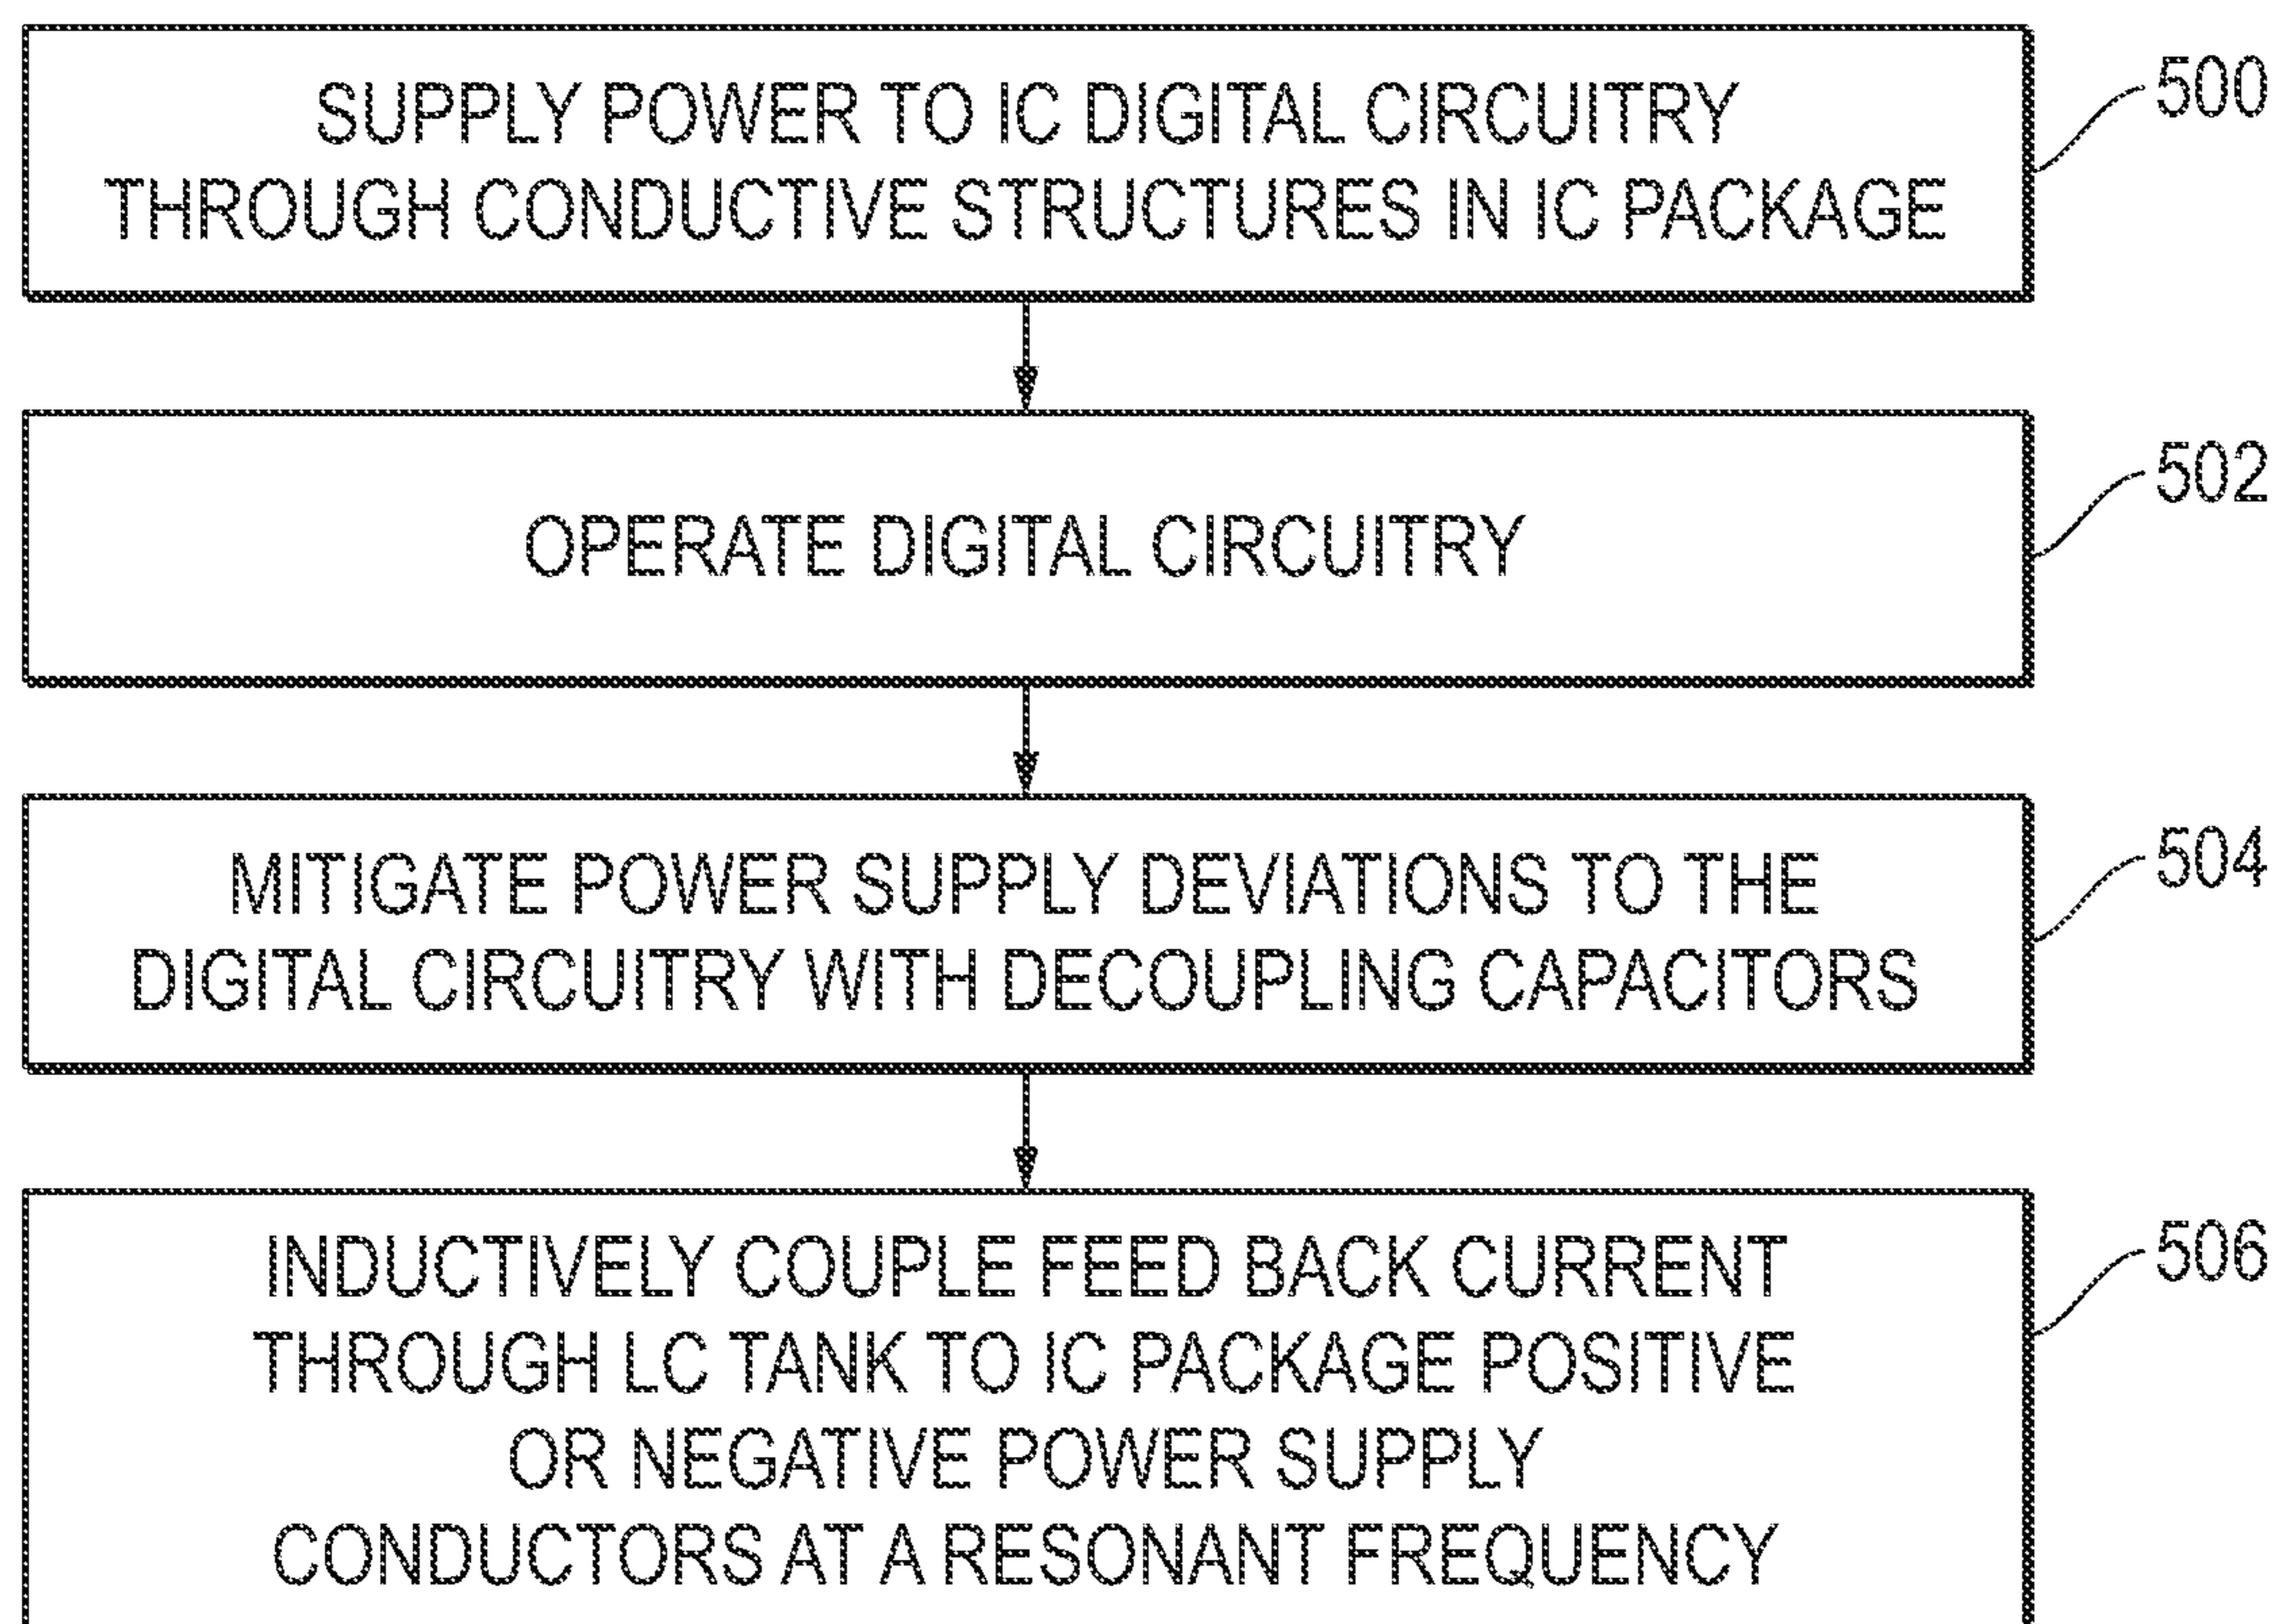 SUPPLY POWER TO IC DIGITAL CIRCUITRY
THROUGH CONDUCTIVE STRUCTURES IN IC PACKAGE
500
OPERATE DIGITAL CIRCUITRY
502
MITIGATE POWER SUPPLY DEVIATIONS TO THE
DIGITAL CIRCUITRY WITH DECOUPLING CAPACITORS
504
INDUCTIVELY COUPLE FEED BACK CURRENT
THROUGH LC TANK TO IC PACKAGE POSITIVE
OR NEGATIVE POWER SUPPLY
CONDUCTORS AT A RESONANT FREQUENCY
506